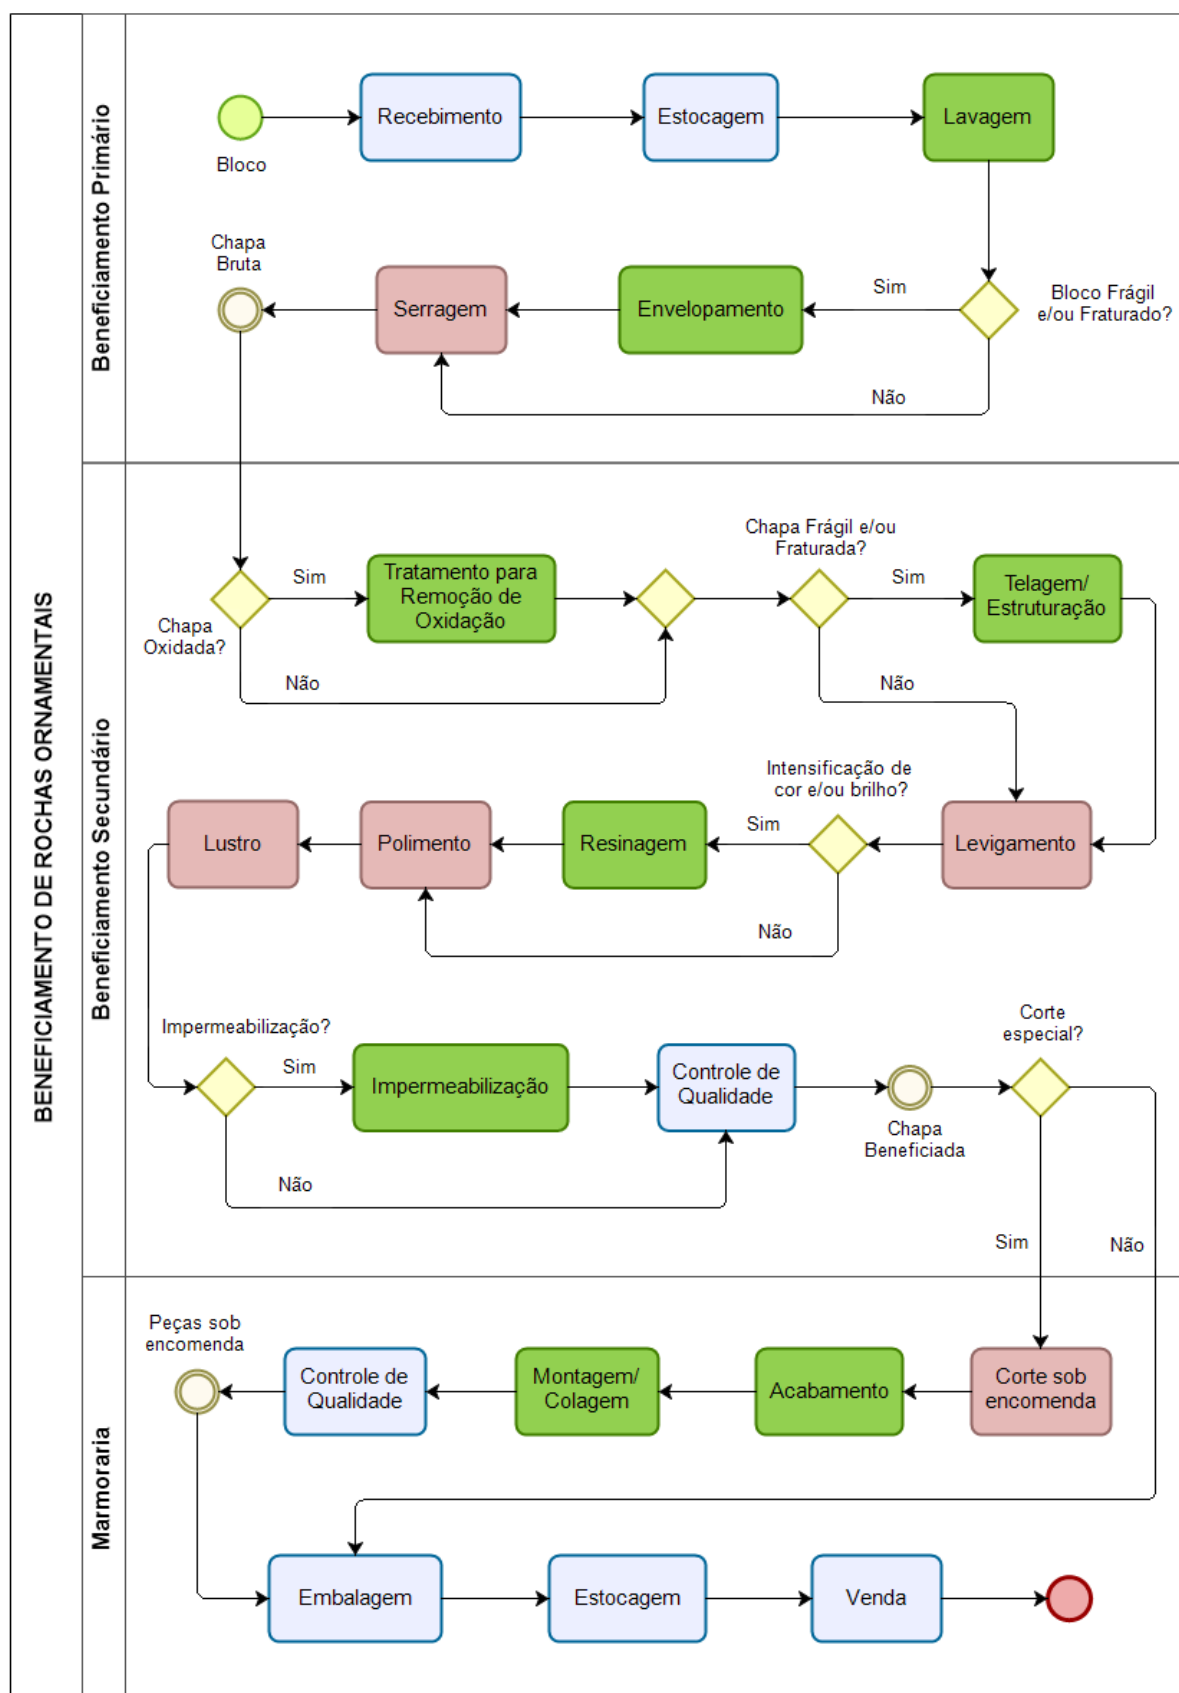 BENEFICIAMENTO DE ROCHAS ORNAMENTAIS
Beneficiamento Primário
Bloco
Recebimento
Estocagem
Lavagem
Chapa
Bruta
Serragem
Envelopamento
Sim
Bloco Frágil
e/ou Fraturado?
Não
Beneficiamento Secundário
Chapa
Oxidada?
Sim
Tratamento para
Remoção de
Oxidação
Não
Chapa Frágil e/ou
Fraturada?
Sim
Telagem/
Estruturação
Não
Lustro
Polimento
Resinagem
Sim
Intensificação de
cor e/ou brilho?
Levigamento
Não
Impermeabilização?
Sim
Impermeabilização
Não
Controle de
Qualidade
Chapa
Beneficiada
Corte
especial?
Sim
Não
Marmoraria
Peças sob
encomenda
Controle de
Qualidade
Montagem/
Colagem
Acabamento
Corte sob
encomenda
Embalagem
Estocagem
Venda